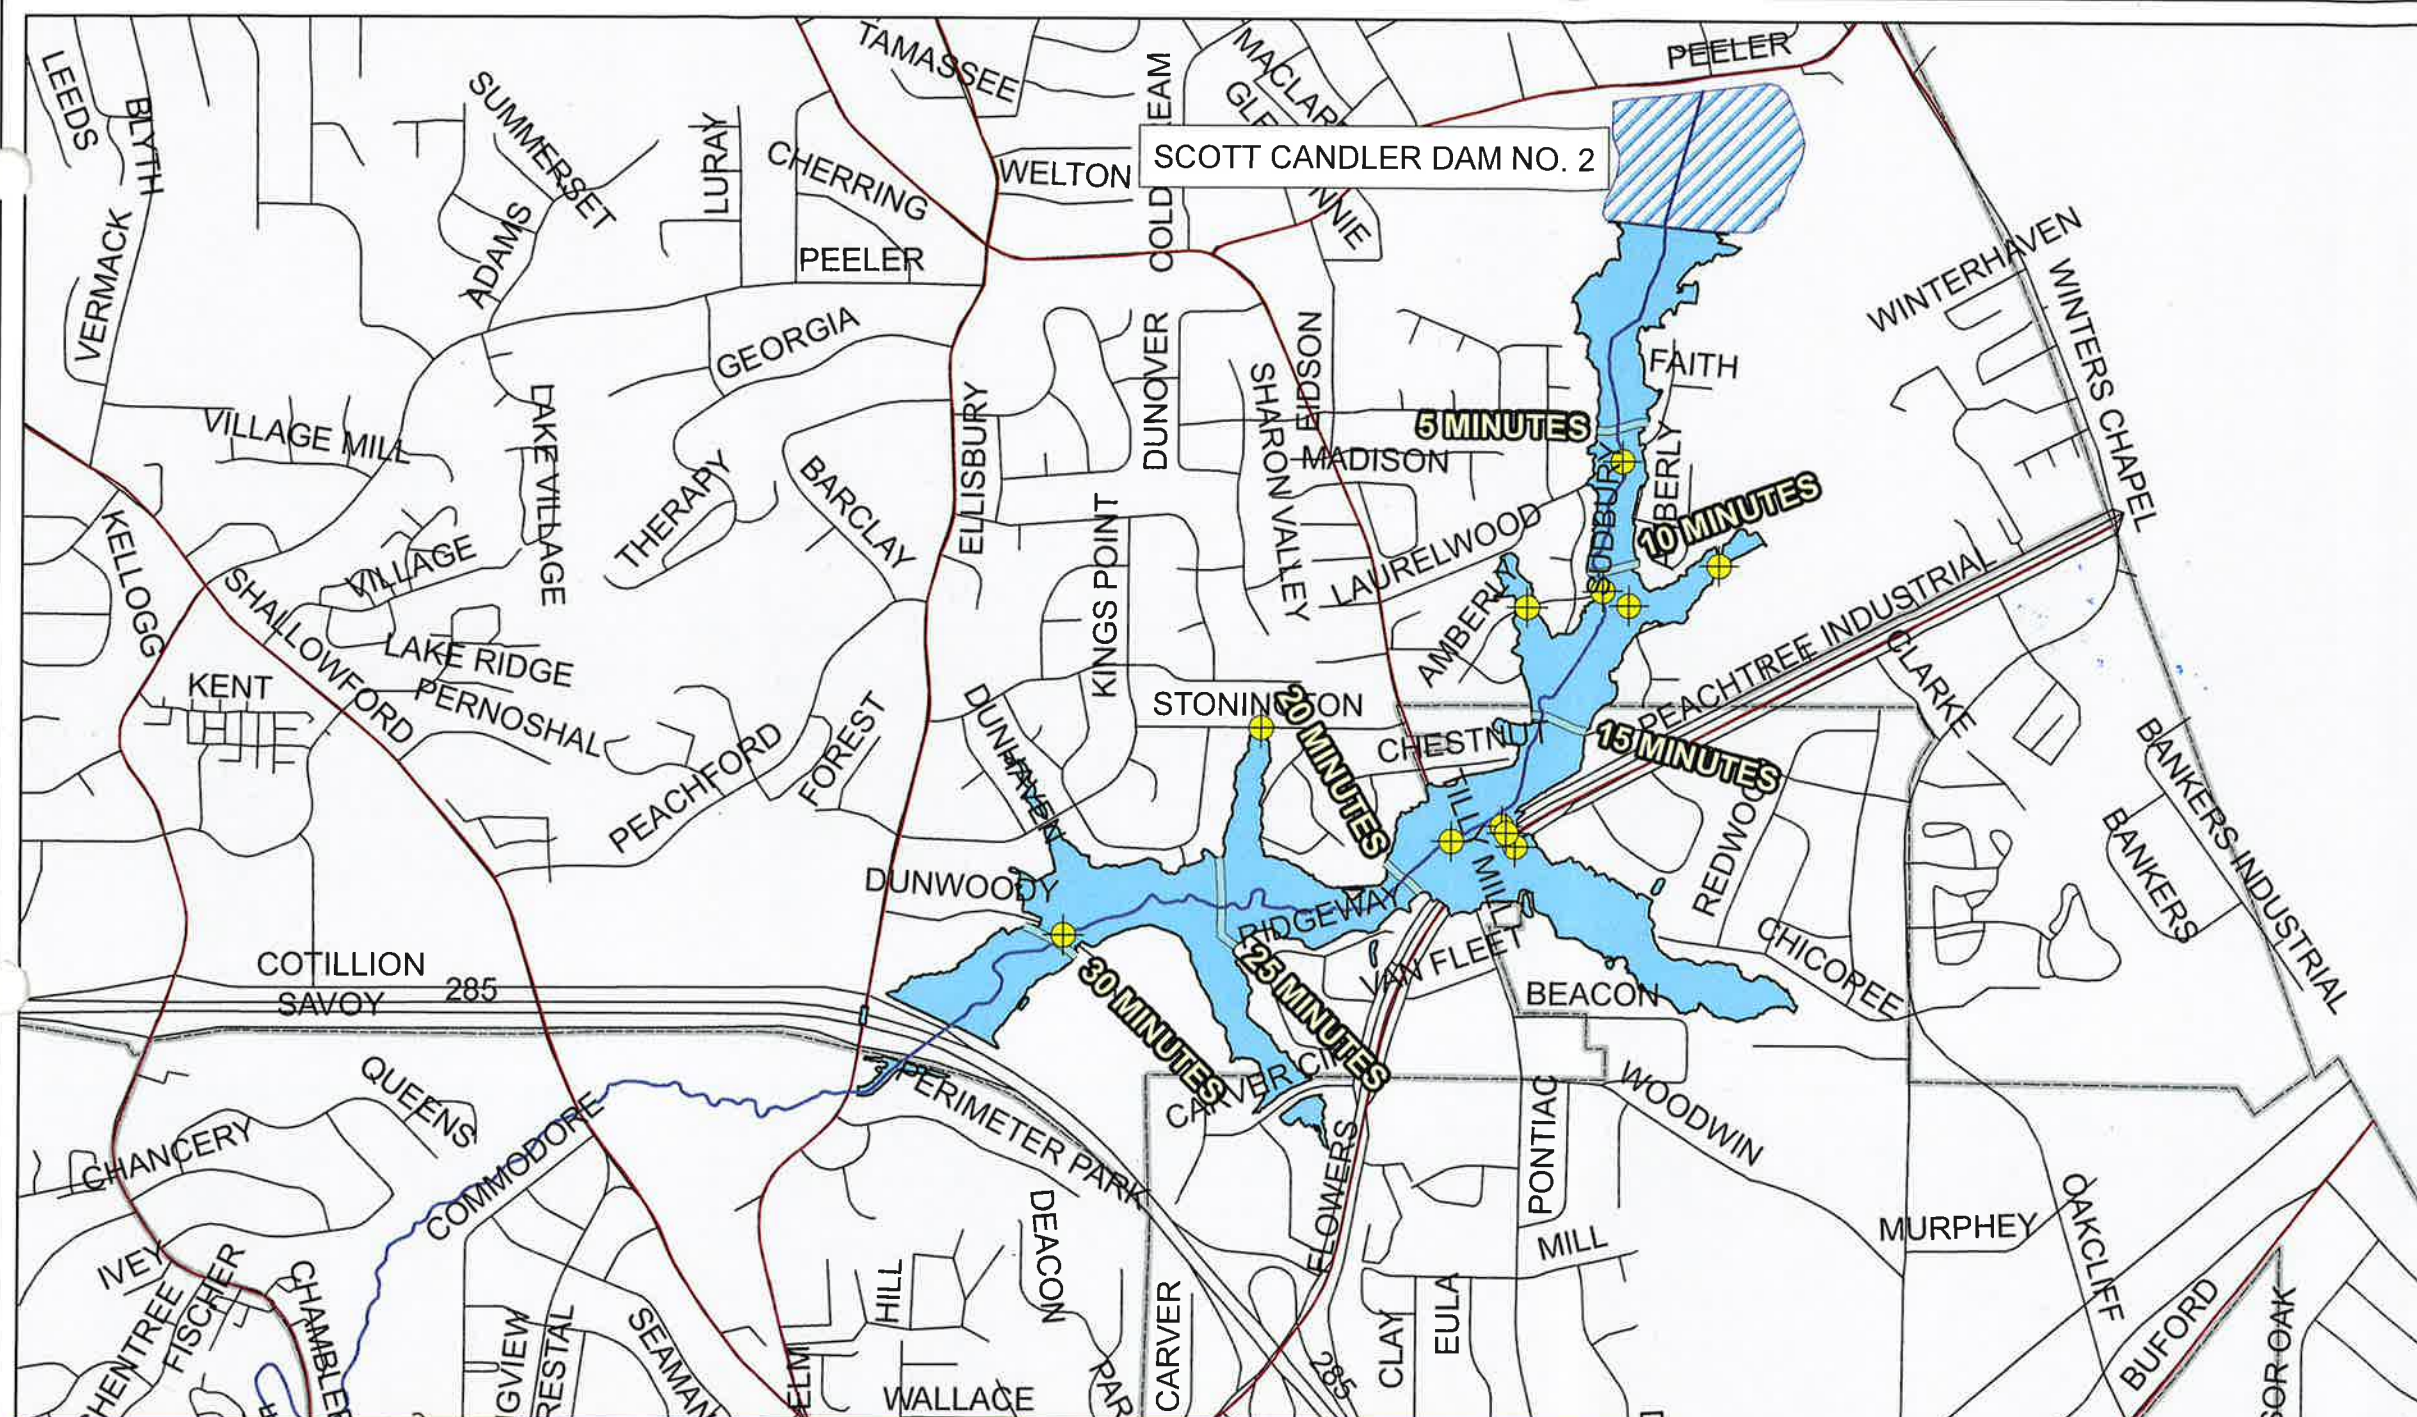 PEELER
TAMASSEE
LEEDS
BLYTH
SUMMERSET
LURAY
CHERRING
WELTON
SCOTT CANDLER DAM NO. 2
VERMACK
ADAMS
PEELER
WINTERHAVEN
WINTERS CHAPEL
GEORGIA
DUNOVER
EIDSON
FAITH
VILLAGE MILL
LAKE VILLAGE
ELLISBURY
SHARON VALLEY
5 MINUTES
MADISON
SUDBURY
THERAPY
BARCLAY
KINGS POINT
LAURELWOOD
10 MINUTES
KELLOGG
VILLAGE
SHALLOWFORD
LAKE RIDGE
PERNOSHAL
KENT
PEACHTREE INDUSTRIAL
CLARKE
STONINGTON
20 MINUTES
CHESTNUT
15 MINUTES
PEACHFORD
FOREST
DUNHAVEN
TILLY MILL
BANKERS INDUSTRIAL
BANKERS
DUNWOODY
RIDGEWAY
VAN FLEET
CHICOREE
COTILLION
SAVOY
285
30 MINUTES
25 MINUTES
BEACON
QUEENS
PERIMETER PARK
WOODWIN
CHANCERY
COMMODORE
FLOWERS
PONTIAC
DEACON
MILL
MURPHEY
OAKCLIFF
IVEY
FISCHER
HILL
CARVER
CLAY
EULA
BUFORD
285
WALLACE